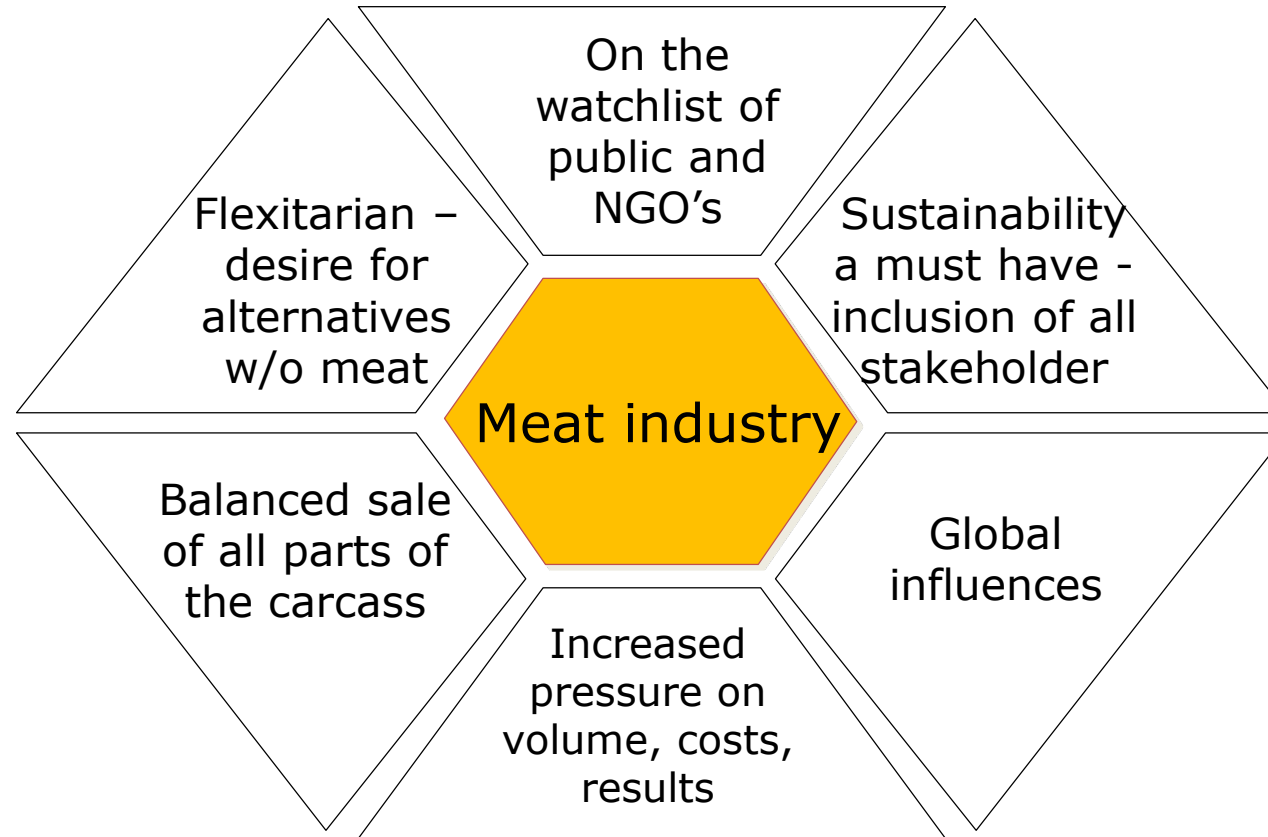 On the
watchlist of
public and
NGO’s
Flexitarian –
desire for
alternatives
w/o meat
Sustainability
a must have -
inclusion of all
stakeholder
Meat industry
Balanced sale
of all parts of
the carcass
Global
influences
Increased
pressure on
volume, costs,
results